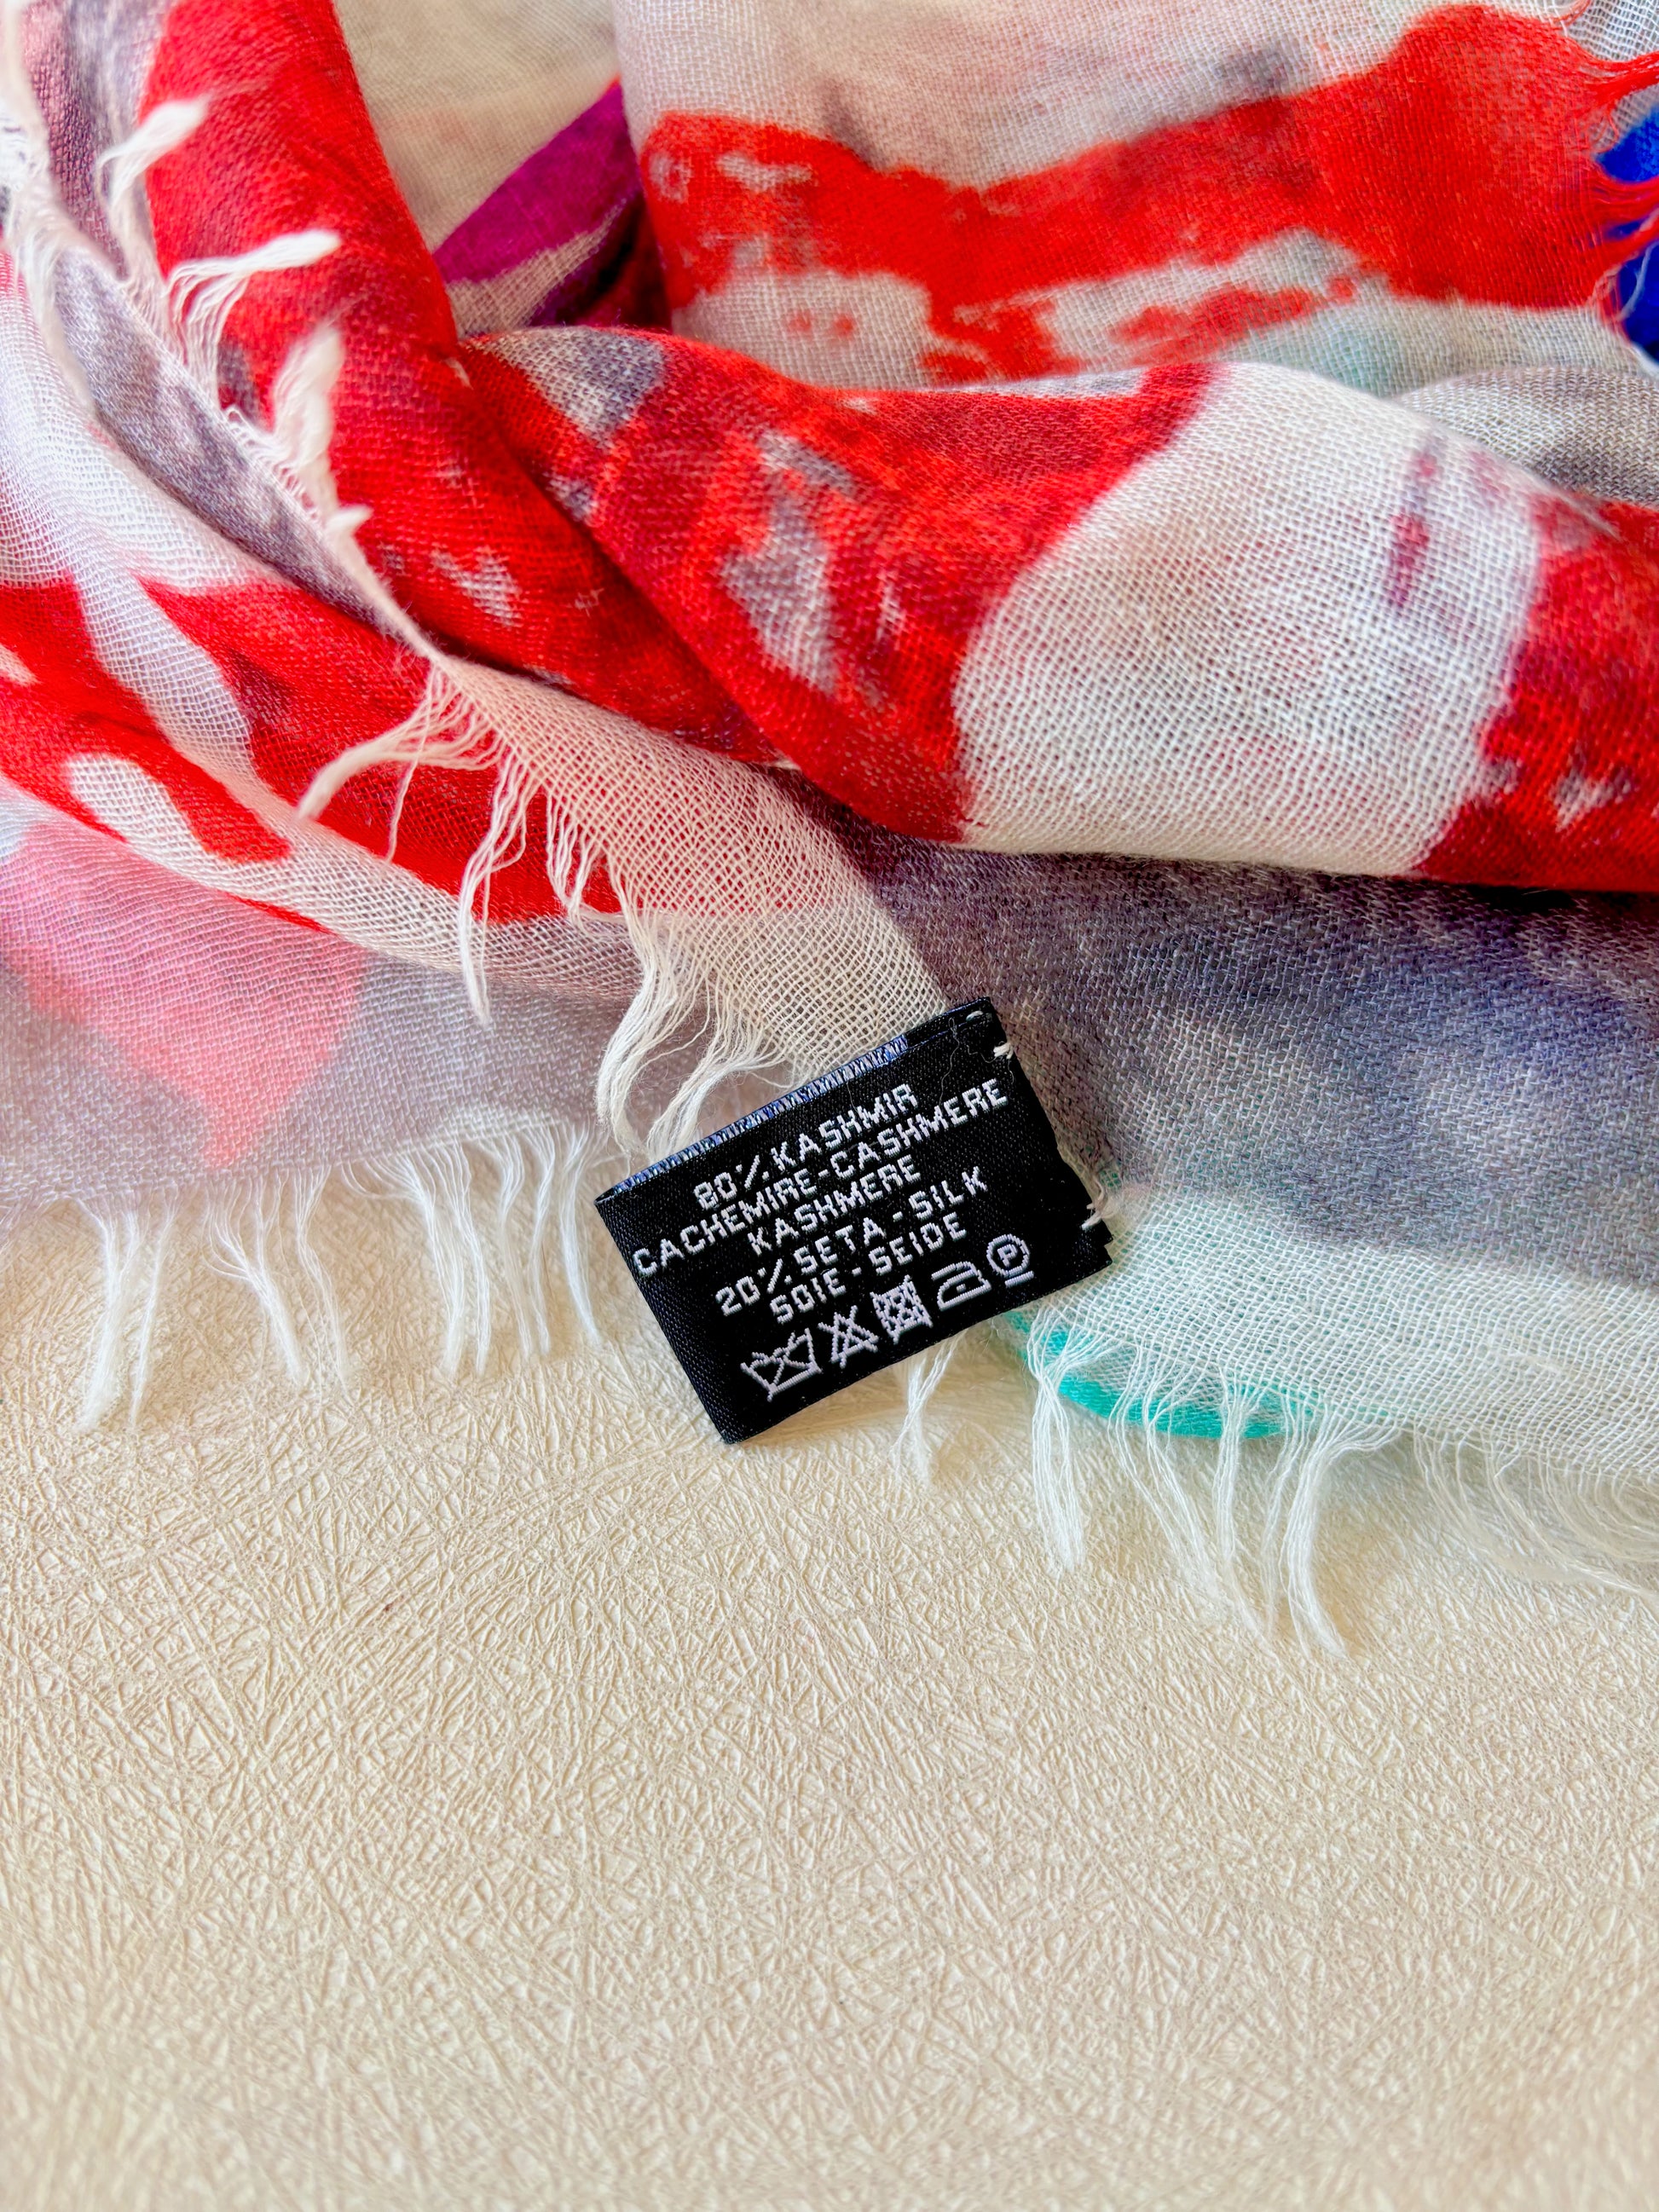 80% KASHMIR
CACHEMIRE-CASHMERE
KASHMERE
20% SETA - SILK
SOIE - SEIDE
P